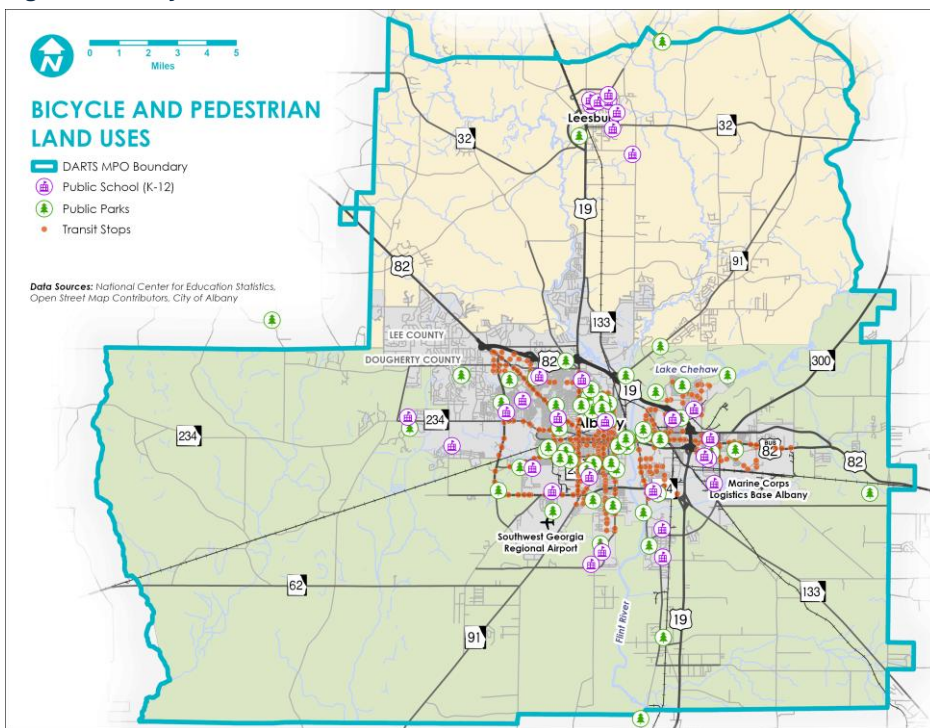 0 1 2 3 4 5
Miles
N
BICYCLE AND PEDESTRIAN
LAND USES
DARTS MPO Boundary
Public School (K-12)
Public Parks
Transit Stops
Data Sources: National Center for Education Statistics,
Open Street Map Contributors, City of Albany
Leesbur
32
32
19
82
91
133
LEE COUNTY
DOUGHERTY COUNTY
82
Lake Chehaw
300
19
234
234
Albany
BUS
82
82
Marine Corps
Logistics Base Albany
Southwest Georgia
Regional Airport
62
133
Flint River
19
91